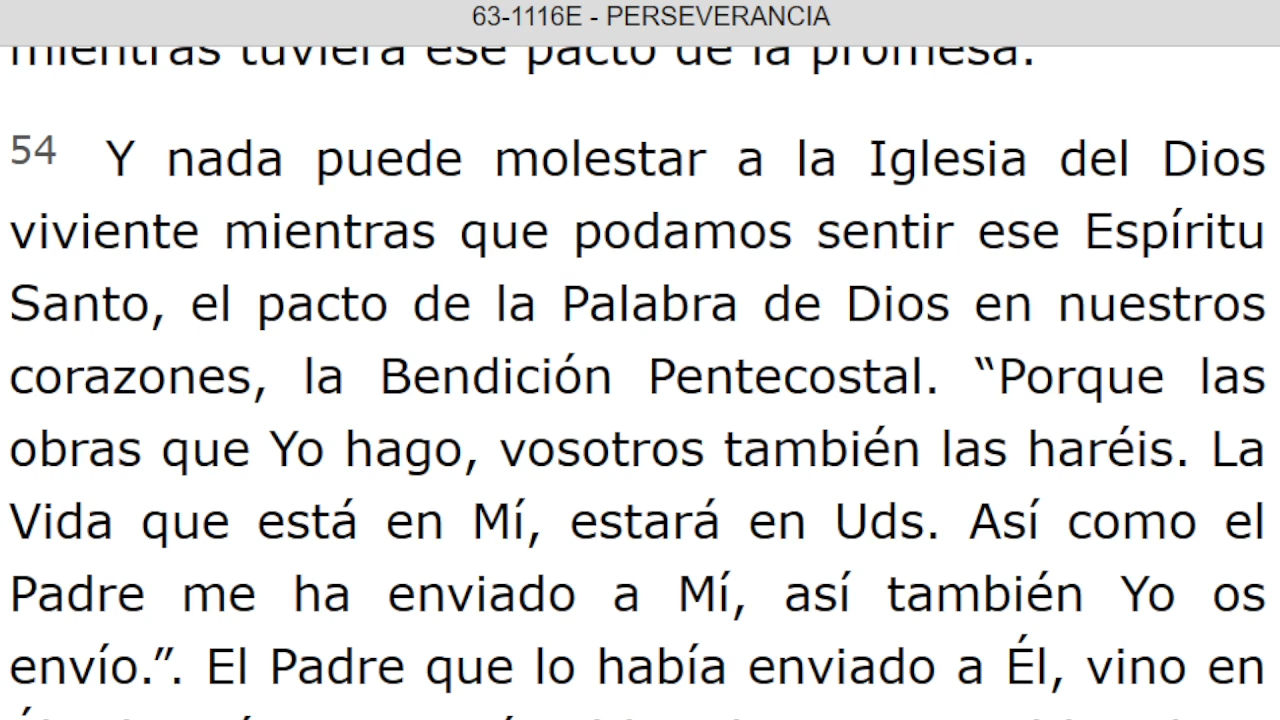 63-1116E - PERSEVERANCIA
mientras tuviera ese pacto de la promesa.
54 Y nada puede molestar a la Iglesia del Dios
viviente mientras que podamos sentir ese Espíritu
Santo, el pacto de la Palabra de Dios en nuestros
corazones, la Bendición Pentecostal. “Porque las
obras que Yo hago, vosotros también las haréis. La
Vida que está en Mí, estará en Uds. Así como el
Padre me ha enviado a Mí, así también Yo os
envío.”. El Padre que lo había enviado a Él, vino en